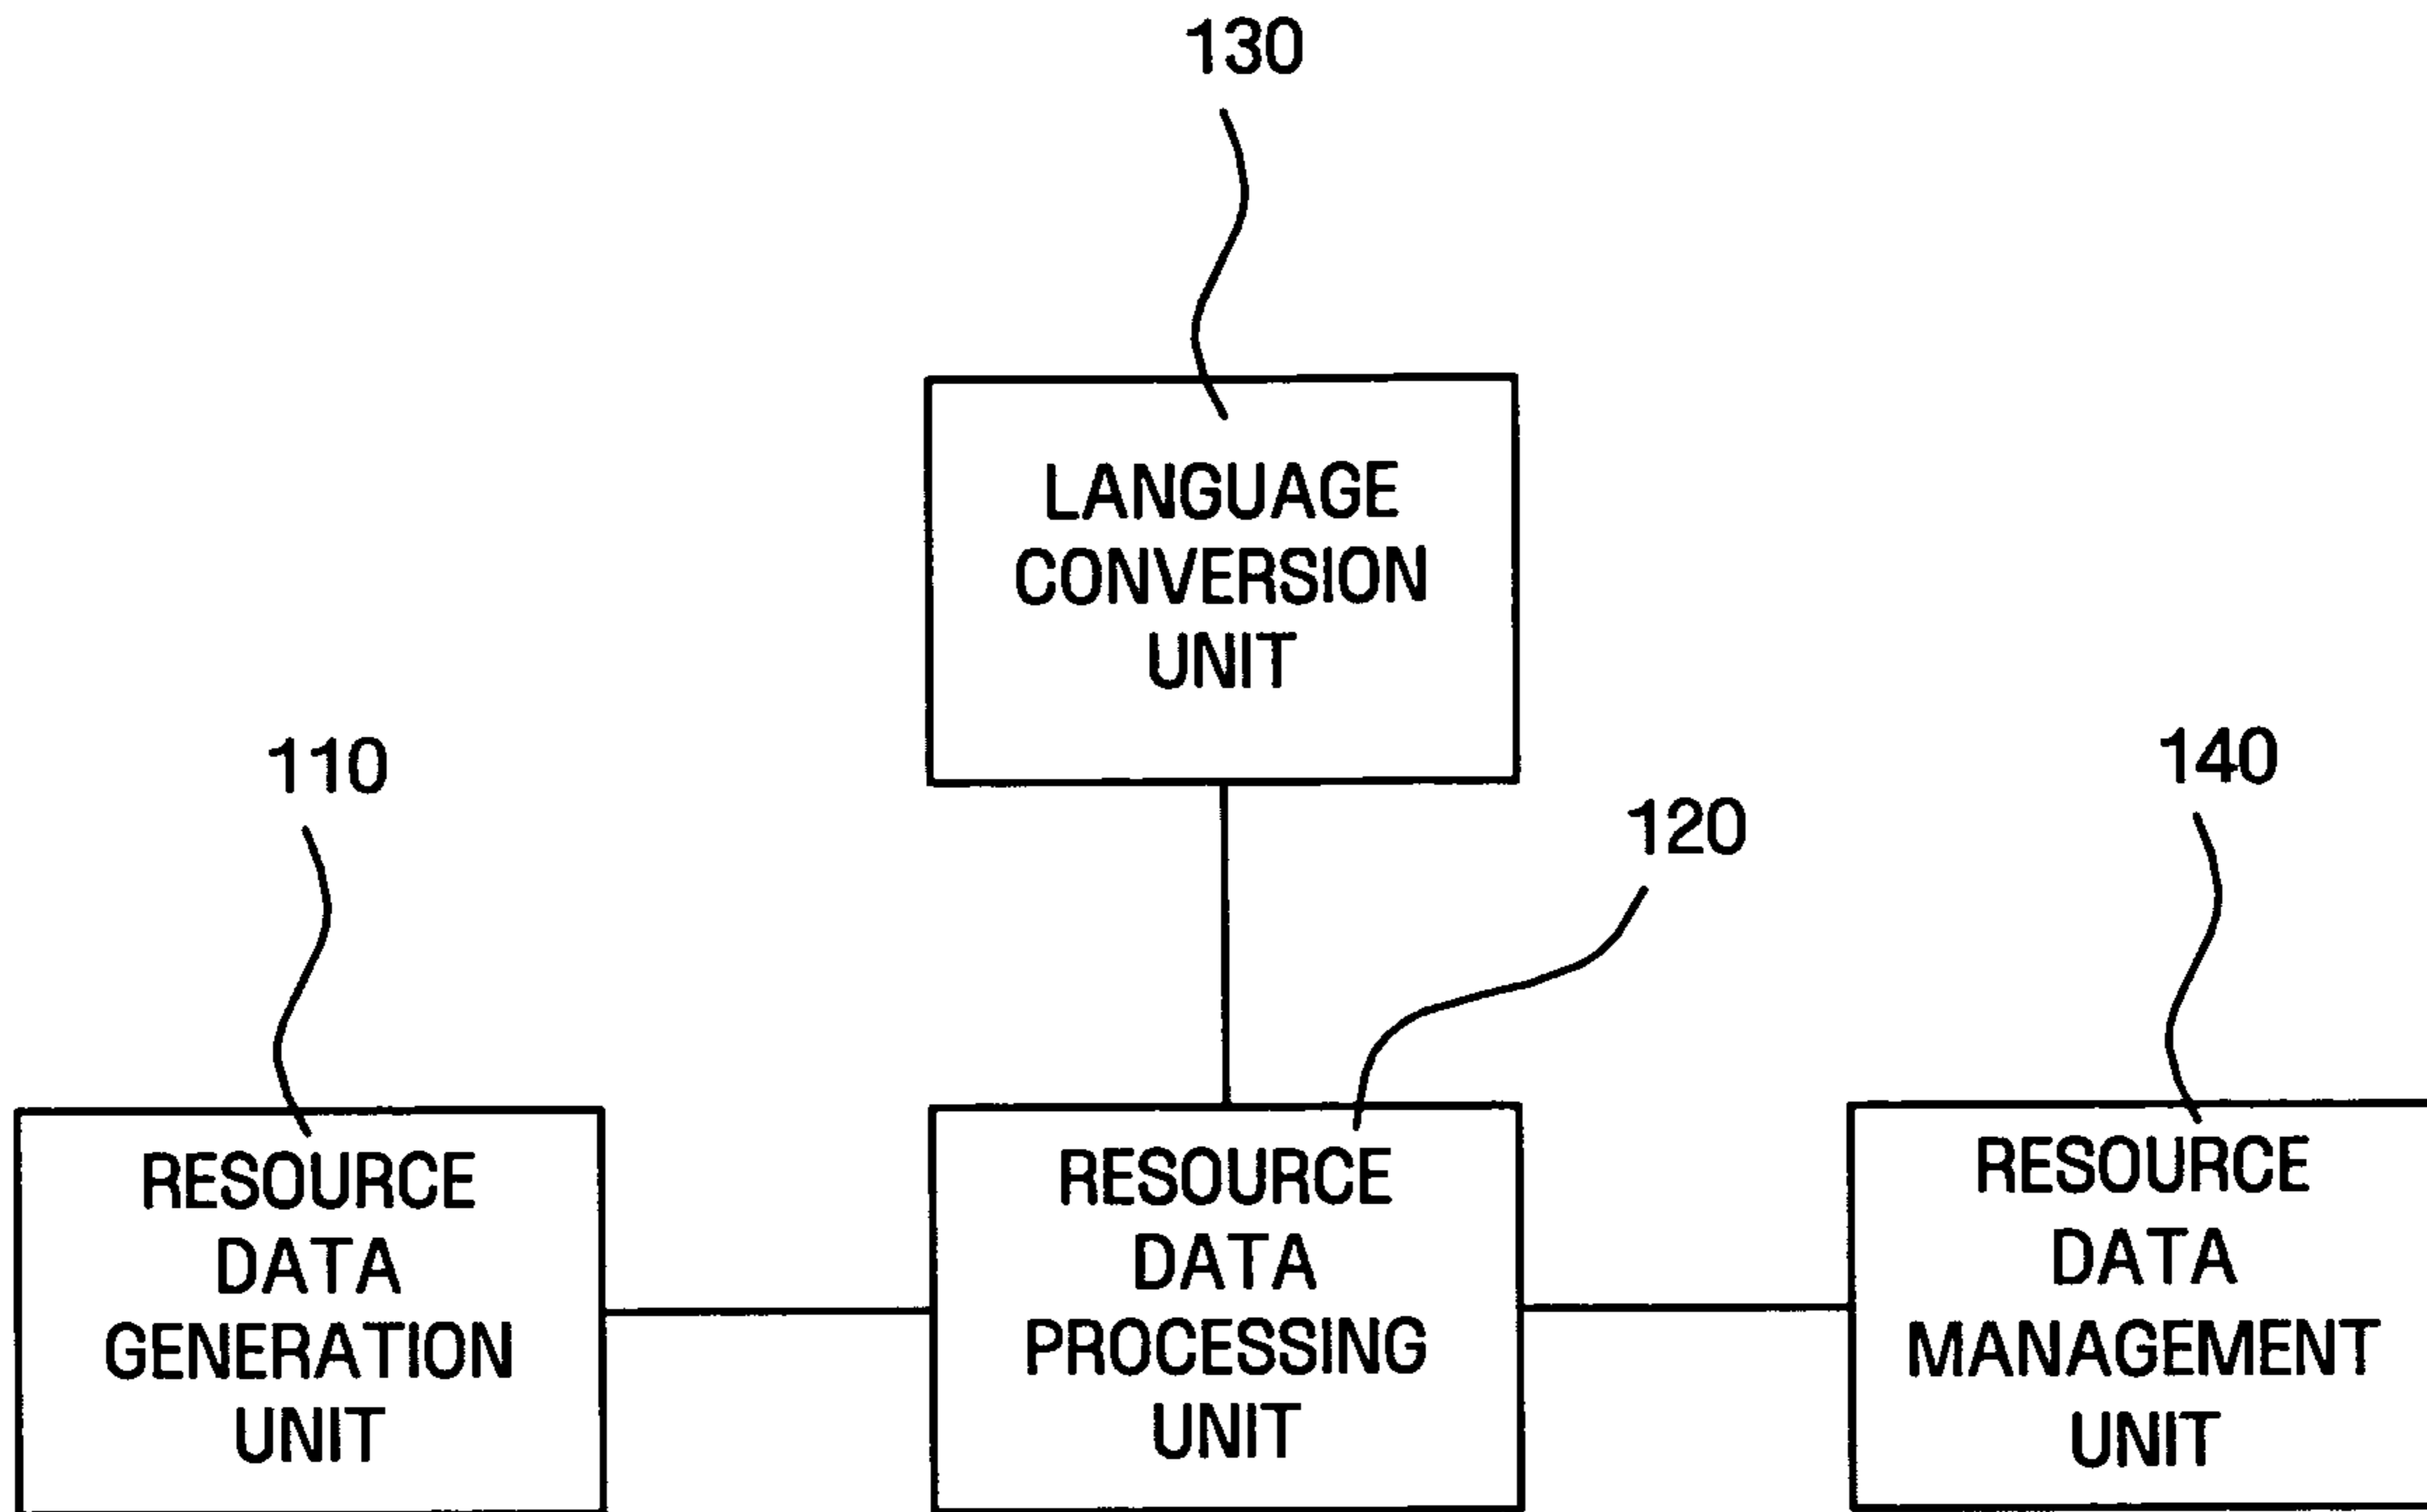 130
LANGUAGE
CONVERSION
UNIT
110
140
120
RESOURCE
DATA
GENERATION
UNIT
RESOURCE
DATA
PROCESSING
UNIT
RESOURCE
DATA
MANAGEMENT
UNIT